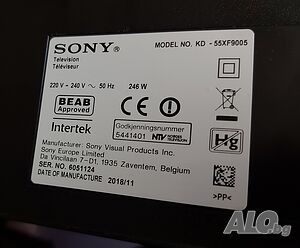 SONY®
MODEL NO. KD - 55XF9005
Television
Téléviseur
220 V - 240 V ~ 50 Hz 246 W
BEAB
Approved
Intertek
Godkjenningsnummer
5441401 NTV
Hg
Manufacturer: Sony Visual Products Inc.
Sony Europe Limited
Da Vincilaan 7-D1, 1935 Zaventem, Belgium
SER. NO. 6051124
DATE OF MANUFACTURE 2018/11
>PP<
ALO.bg